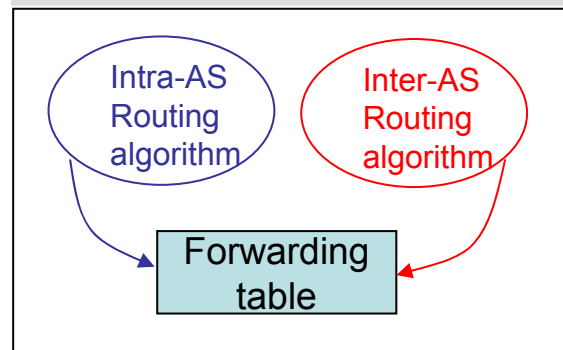 Intra-AS
Routing
algorithm
Inter-AS
Routing
algorithm
Forwarding
table